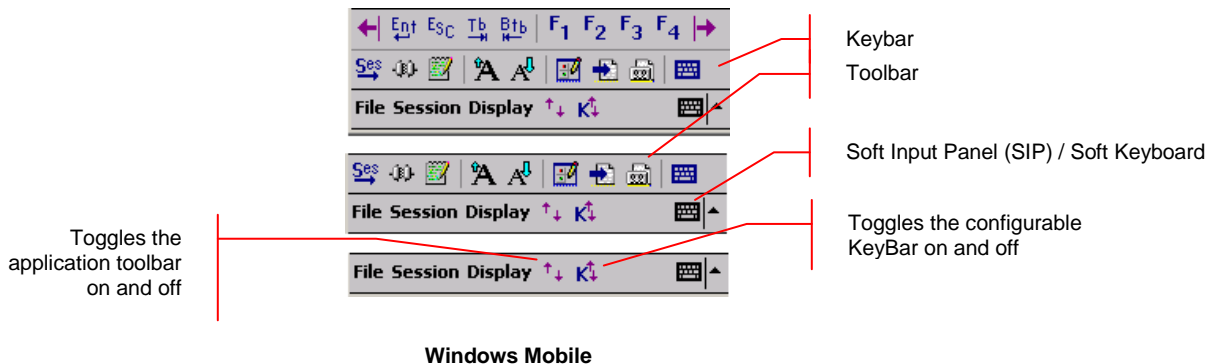 Ent Esc Tb Btb F1 F2 F3 F4
Ses A A
File Session Display K
Ses A A
File Session Display K
File Session Display K
Keybar
Toolbar
Soft Input Panel (SIP) / Soft Keyboard
Toggles the configurable
KeyBar on and off
Toggles the
application toolbar
on and off
Windows Mobile